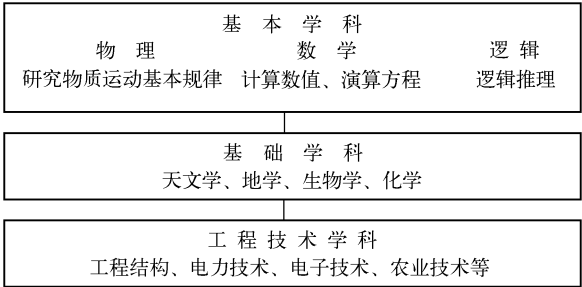 基本学科
物理 数学 逻辑
研究物质运动基本规律 计算数值、演算方程 逻辑推理
基础学科
天文学、地学、生物学、化学
工程技术学科
工程结构、电力技术、电子技术、农业技术等